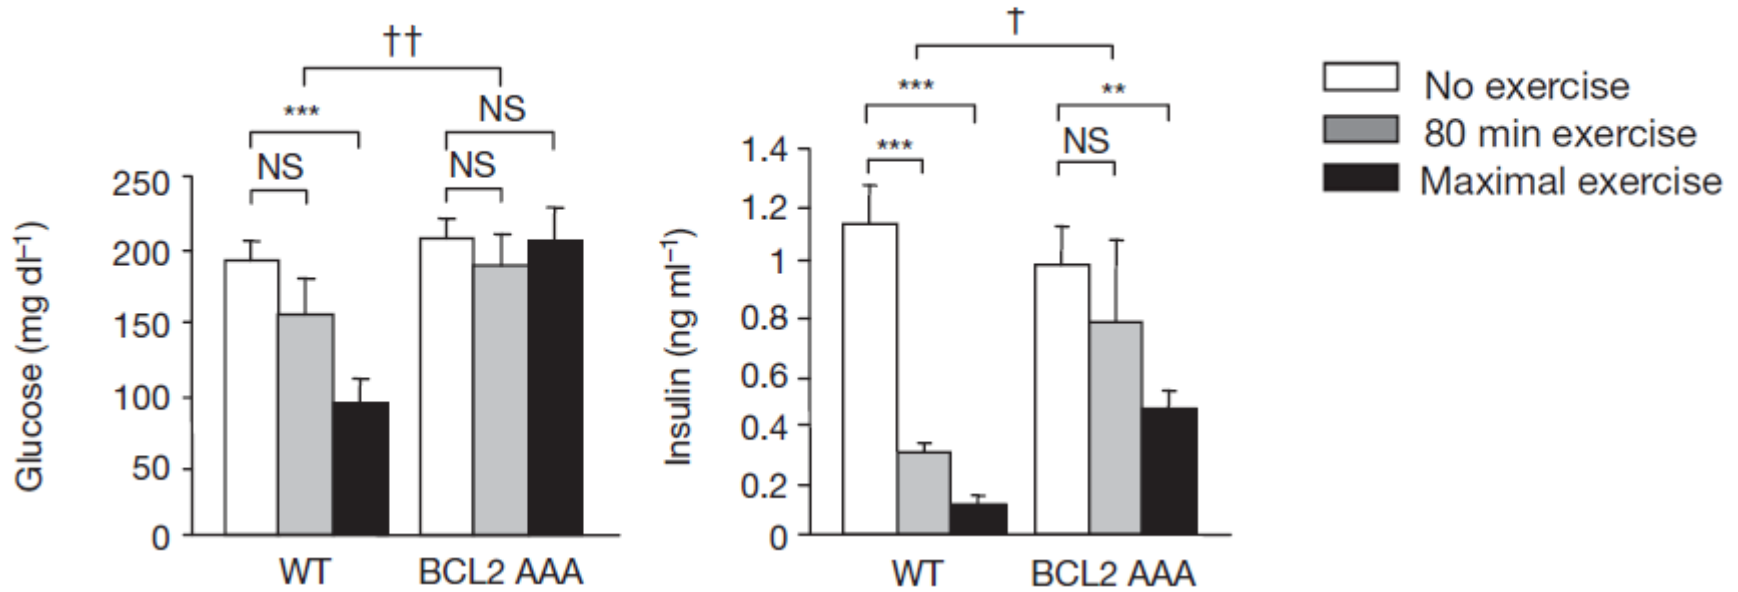 ††
***
NS
NS
NS
250
200
150
100
50
0
Glucose (mg dl⁻¹)
WT
BCL2 AAA
†
***
***
**
NS
1.4
1.2
1
0.8
0.6
0.4
0.2
0
Insulin (ng ml⁻¹)
WT
BCL2 AAA
No exercise
80 min exercise
Maximal exercise